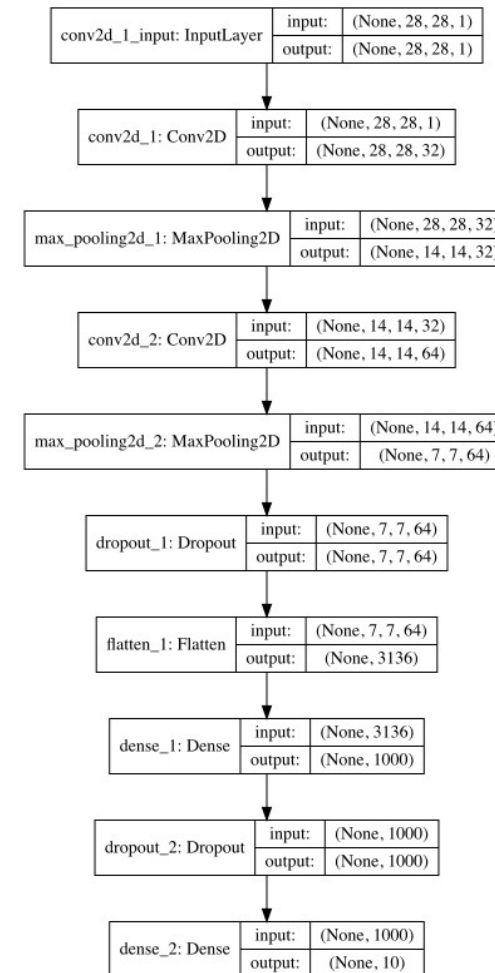 conv2d_1_input: InputLayer
input: (None, 28, 28, 1)
output: (None, 28, 28, 1)
conv2d_1: Conv2D
input: (None, 28, 28, 1)
output: (None, 28, 28, 32)
max_pooling2d_1: MaxPooling2D
input: (None, 28, 28, 32)
output: (None, 14, 14, 32)
conv2d_2: Conv2D
input: (None, 14, 14, 32)
output: (None, 14, 14, 64)
max_pooling2d_2: MaxPooling2D
input: (None, 14, 14, 64)
output: (None, 7, 7, 64)
dropout_1: Dropout
input: (None, 7, 7, 64)
output: (None, 7, 7, 64)
flatten_1: Flatten
input: (None, 7, 7, 64)
output: (None, 3136)
dense_1: Dense
input: (None, 3136)
output: (None, 1000)
dropout_2: Dropout
input: (None, 1000)
output: (None, 1000)
dense_2: Dense
input: (None, 1000)
output: (None, 10)